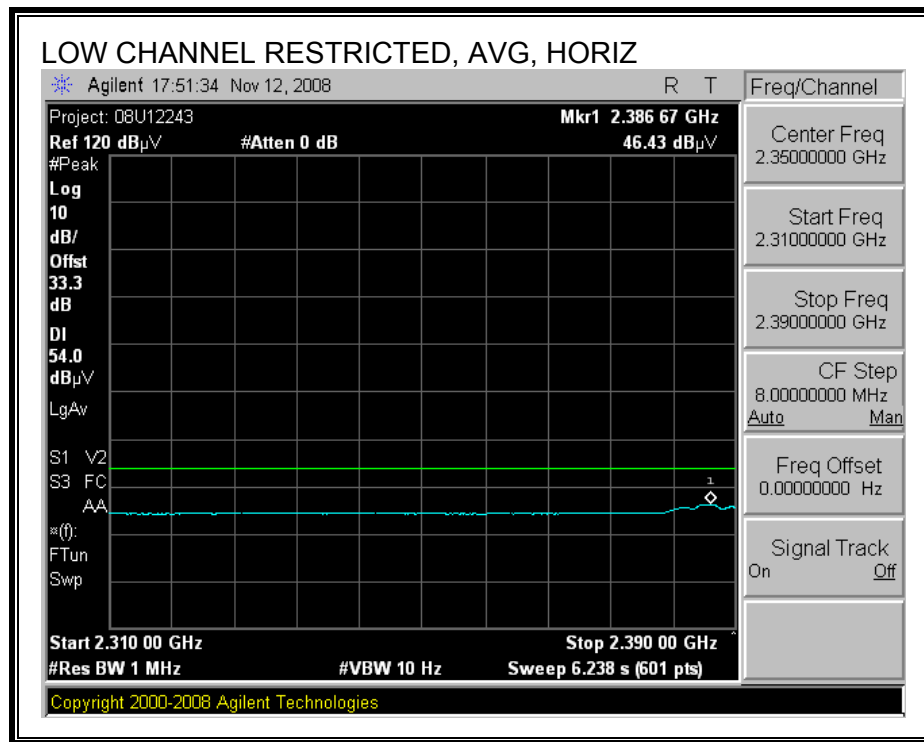 LOW CHANNEL RESTRICTED, AVG, HORIZ
Agilent 17:51:34 Nov 12, 2008 R T
Project: 08U12243 Mkr1 2.386 67 GHz
Ref 120 dBµV #Atten 0 dB 46.43 dBµV
#Peak
Log
10
dB/
Offst
33.3
dB
DI
54.0
dBµV
LgAv
S1 V2
S3 FC
AA
¤(f):
FTun
Swp
1
Start 2.310 00 GHz Stop 2.390 00 GHz
#Res BW 1 MHz #VBW 10 Hz Sweep 6.238 s (601 pts)
Copyright 2000-2008 Agilent Technologies
Freq/Channel
Center Freq
2.35000000 GHz
Start Freq
2.31000000 GHz
Stop Freq
2.39000000 GHz
CF Step
8.00000000 MHz
Auto Man
Freq Offset
0.00000000 Hz
Signal Track
On Off